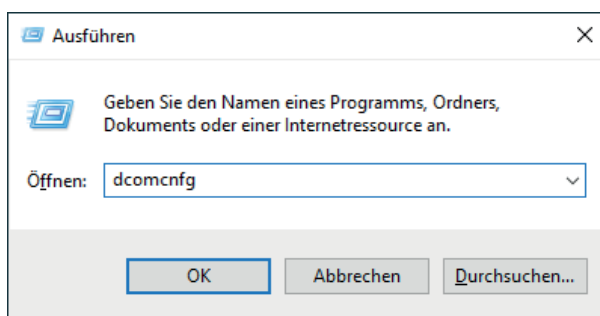 Ausführen
Geben Sie den Namen eines Programms, Ordners,
Dokuments oder einer Internetressource an.
Öffnen: dcomcnfg
OK Abbrechen Durchsuchen...